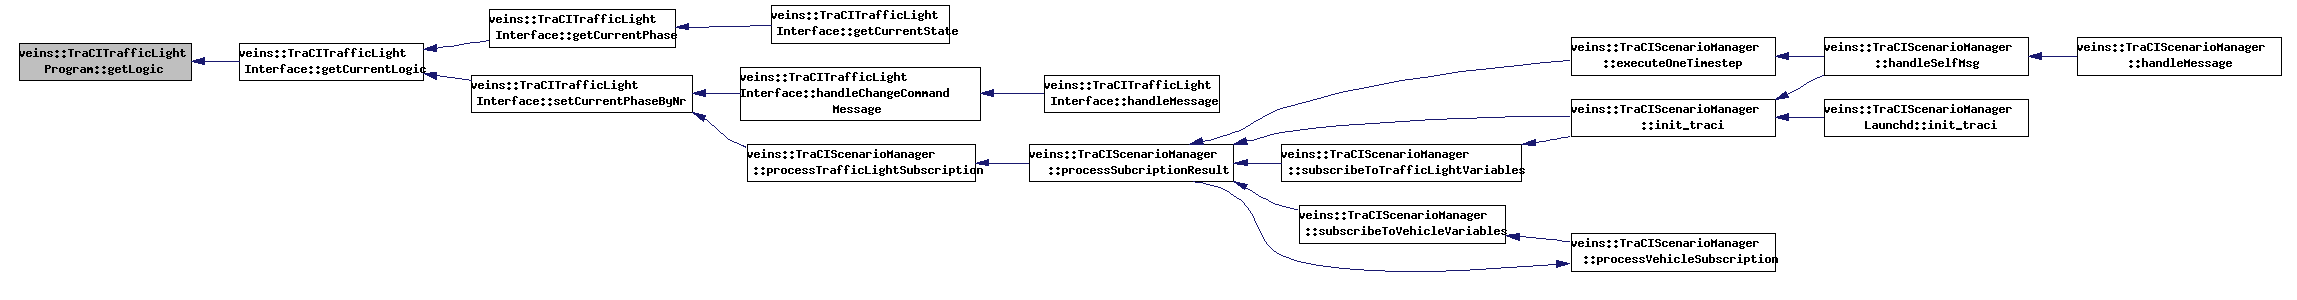 veins::TraCITrafficLight
Program::getLogic
veins::TraCITrafficLight
Interface::getCurrentLogic
veins::TraCITrafficLight
Interface::getCurrentPhase
veins::TraCITrafficLight
Interface::getCurrentState
veins::TraCITrafficLight
Interface::setCurrentPhaseByNr
veins::TraCITrafficLight
Interface::handleChangeCommand
Message
veins::TraCITrafficLight
Interface::handleMessage
veins::TraCIScenarioManager
::processTrafficLightSubscription
veins::TraCIScenarioManager
::processSubcriptionResult
veins::TraCIScenarioManager
::executeOneTimestep
veins::TraCIScenarioManager
::handleSelfMsg
veins::TraCIScenarioManager
::handleMessage
veins::TraCIScenarioManager
::init_traci
veins::TraCIScenarioManager
Launchd::init_traci
veins::TraCIScenarioManager
::subscribeToTrafficLightVariables
veins::TraCIScenarioManager
::subscribeToVehicleVariables
veins::TraCIScenarioManager
::processVehicleSubscription